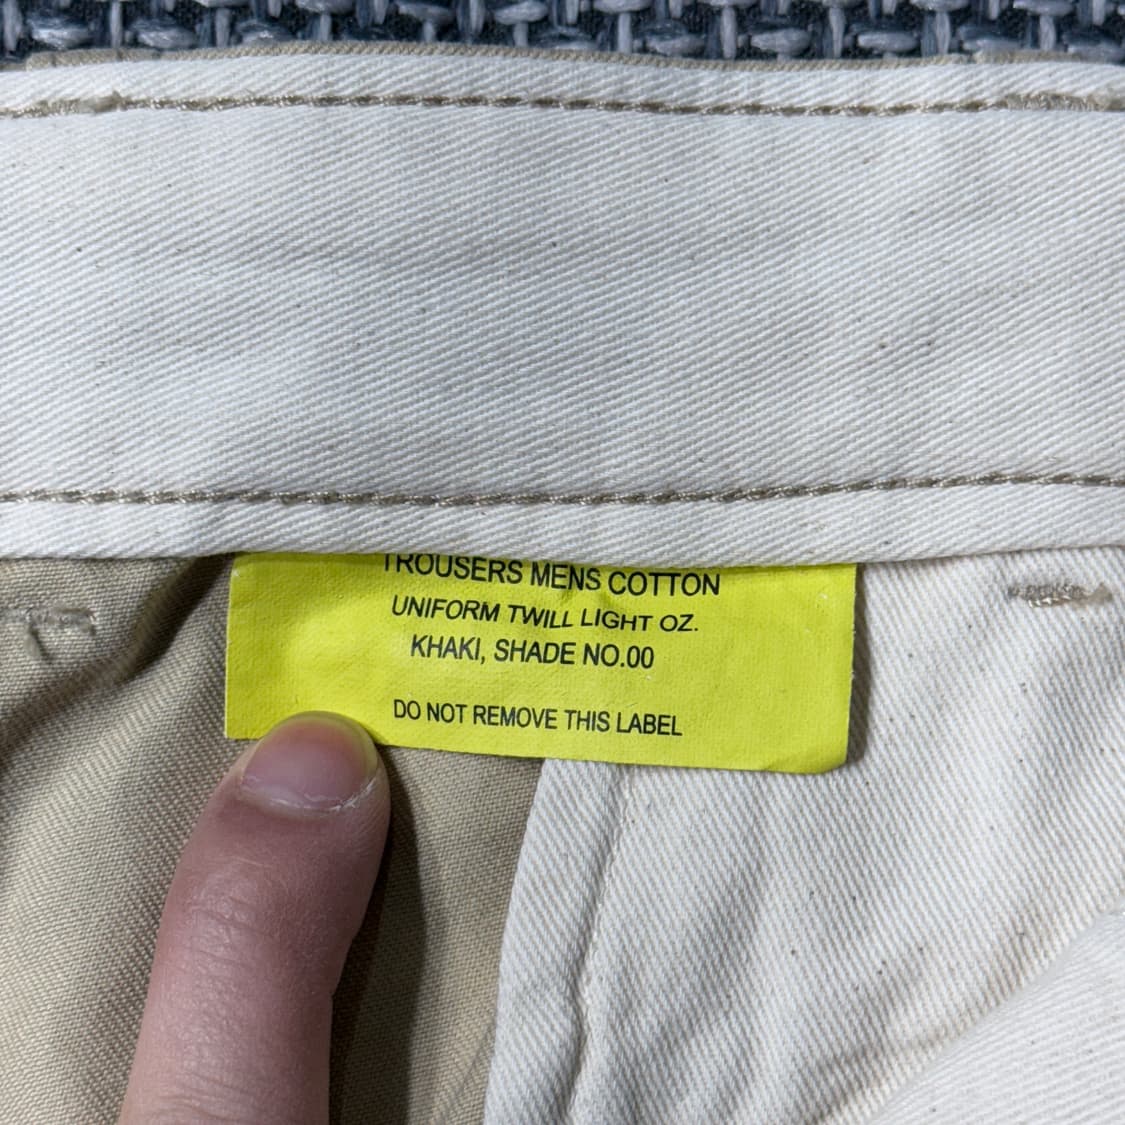 TROUSERS MENS COTTON
UNIFORM TWILL LIGHT OZ.
KHAKI, SHADE NO.00
DO NOT REMOVE THIS LABEL